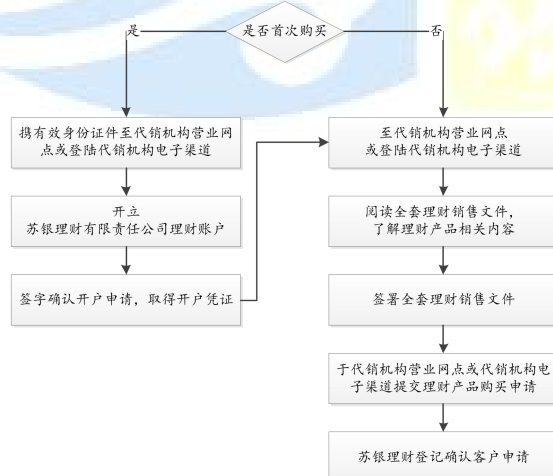 是否首次购买
是
否
携有效身份证件至代销机构营业网
点或登陆代销机构电子渠道
开立
苏银理财有限责任公司理财账户
签字确认开户申请，取得开户凭证
至代销机构营业网点
或登陆代销机构电子渠道
阅读全套理财销售文件，
了解理财产品相关内容
签署全套理财销售文件
于代销机构营业网点或代销机构电
子渠道提交理财产品购买申请
苏银理财登记确认客户申请